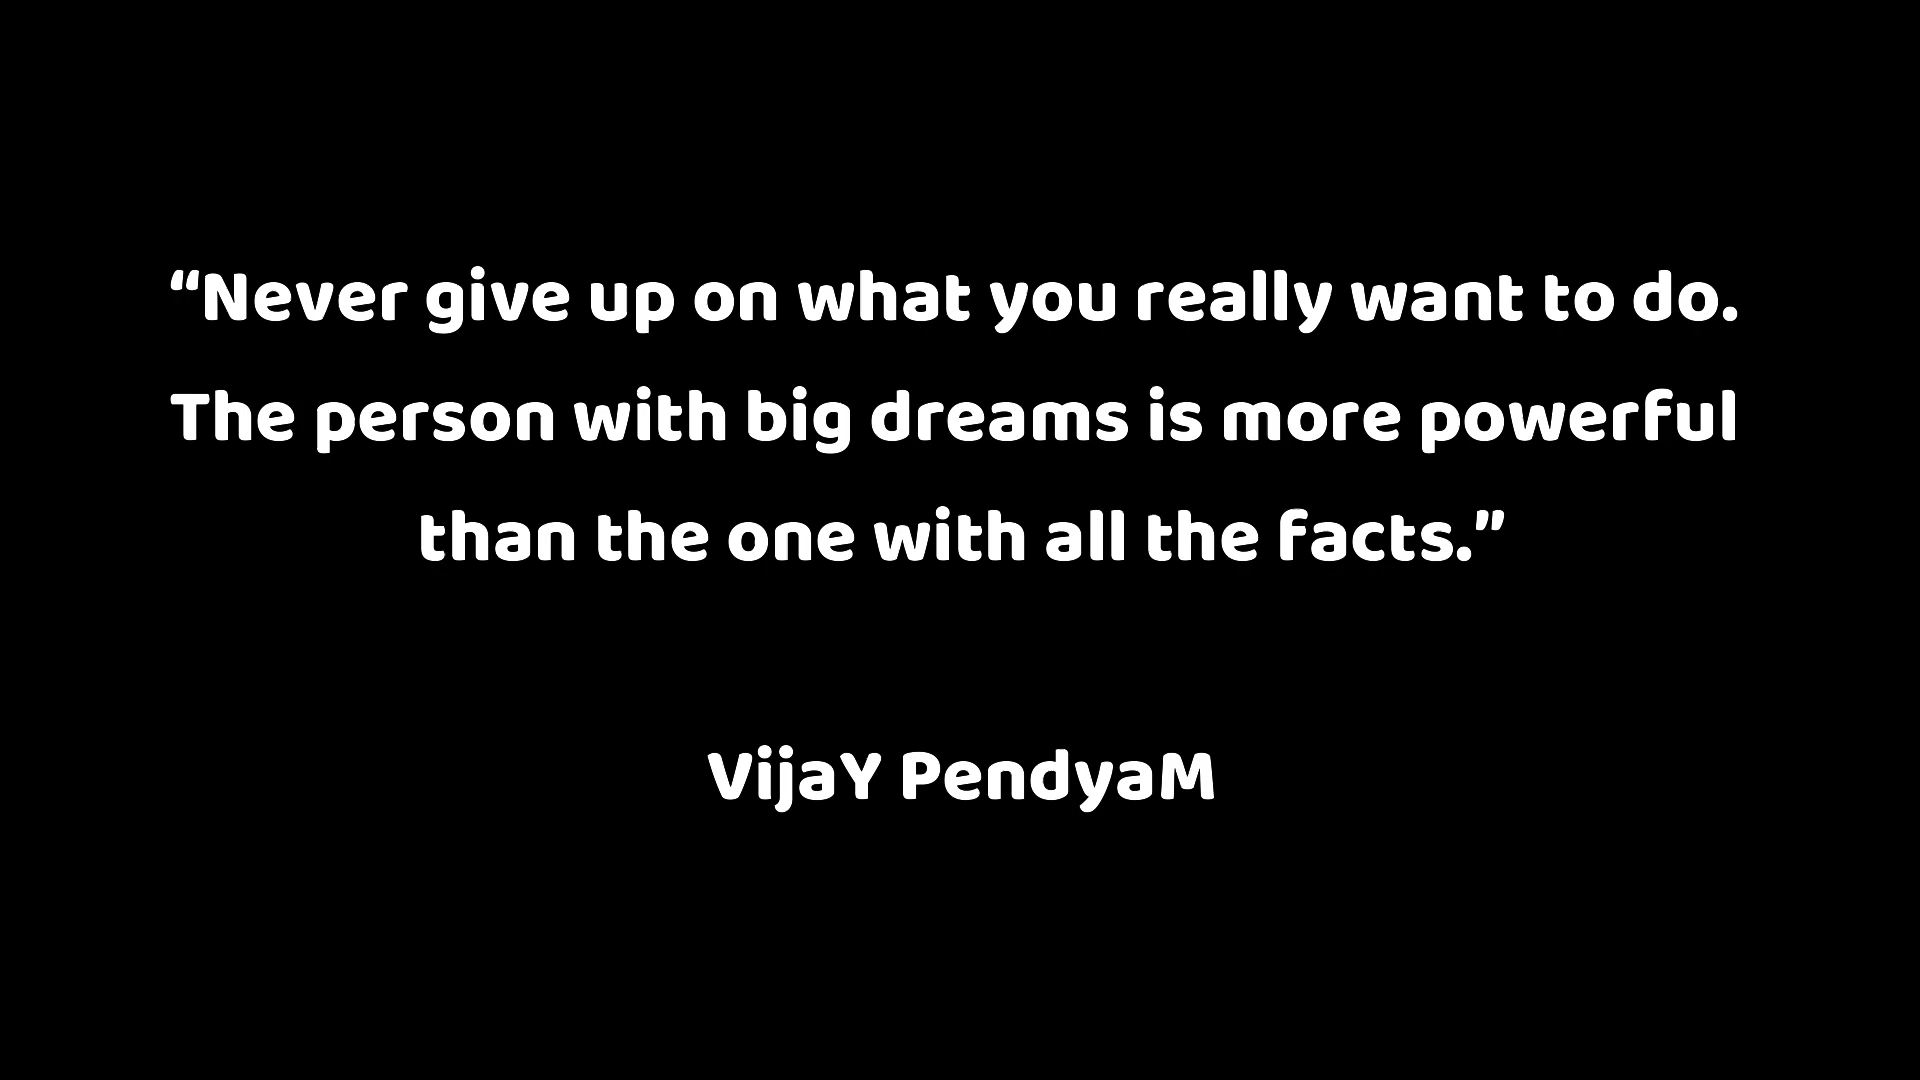 “Never give up on what you really want to do.
The person with big dreams is more powerful
than the one with all the facts.”
VijaY PendyaM